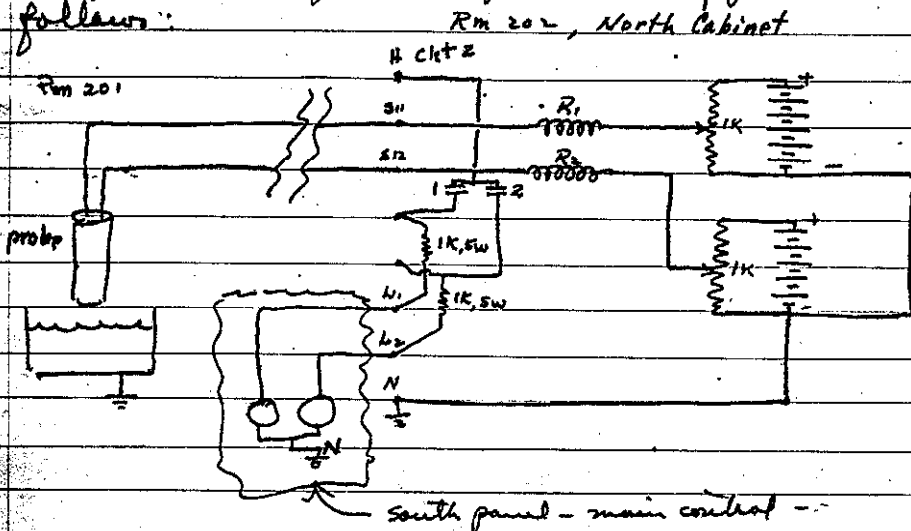 follows:
Rm 202, North Cabinet
H Ckt 2
Rm 201
S11
R1
1K
+
S12
R2
-
1
2
probe
1K, 5W
+
1K
L1
1K, 5W
-
L2
N
N
south panel - main control --